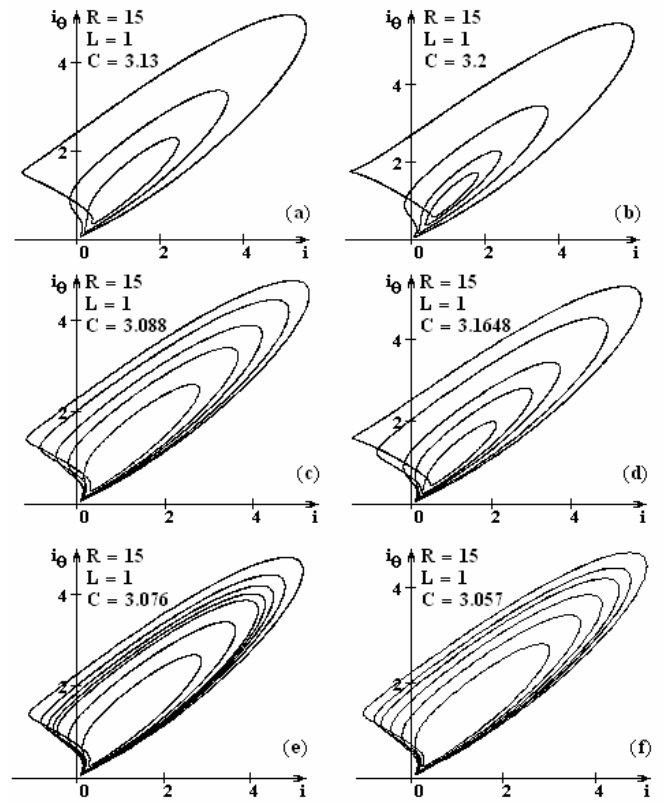 iθ R = 15
L = 1
4 C = 3.13
2
(a)
0 2 4 i
iθ R = 15
L = 1
4 C = 3.2
2
(b)
0 2 4 i
iθ R = 15
L = 1
4 C = 3.088
2
(c)
0 2 4 i
iθ R = 15
L = 1
4 C = 3.1648
2
(d)
0 2 4 i
iθ R = 15
L = 1
4 C = 3.076
2
(e)
0 2 4 i
iθ R = 15
L = 1
4 C = 3.057
2
(f)
0 2 4 i